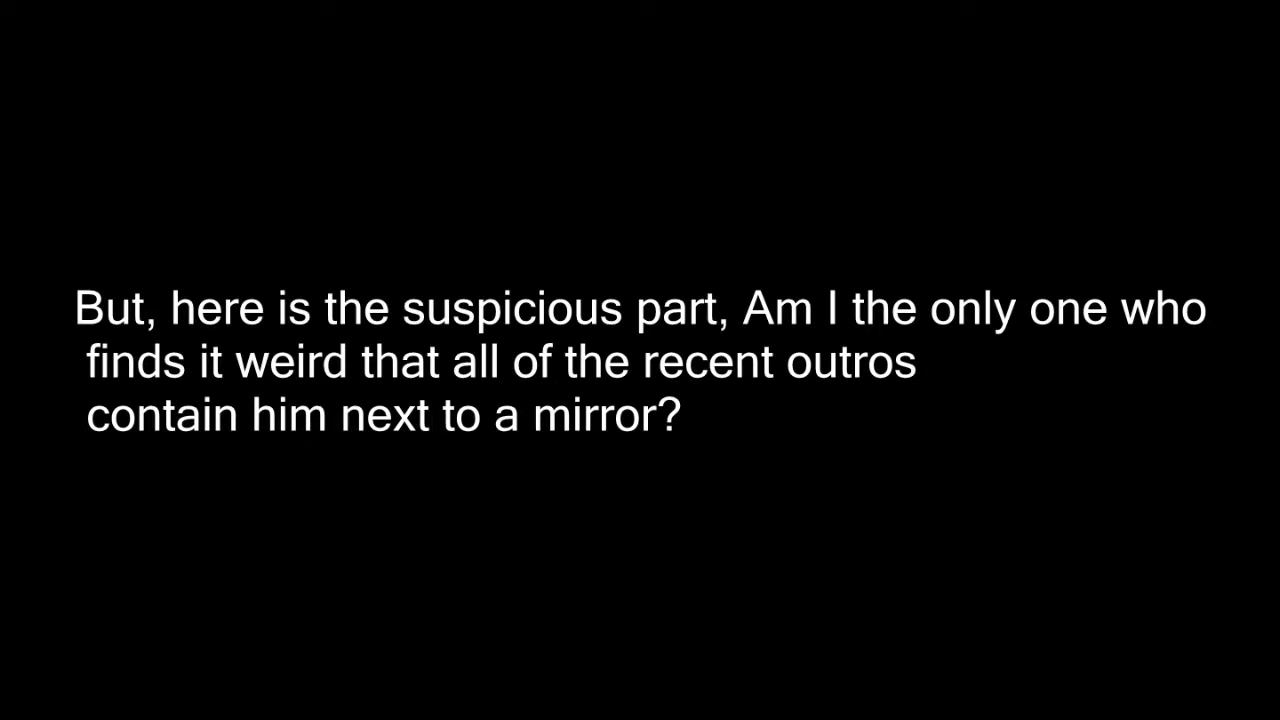 But, here is the suspicious part, Am I the only one who
finds it weird that all of the recent outros
contain him next to a mirror?